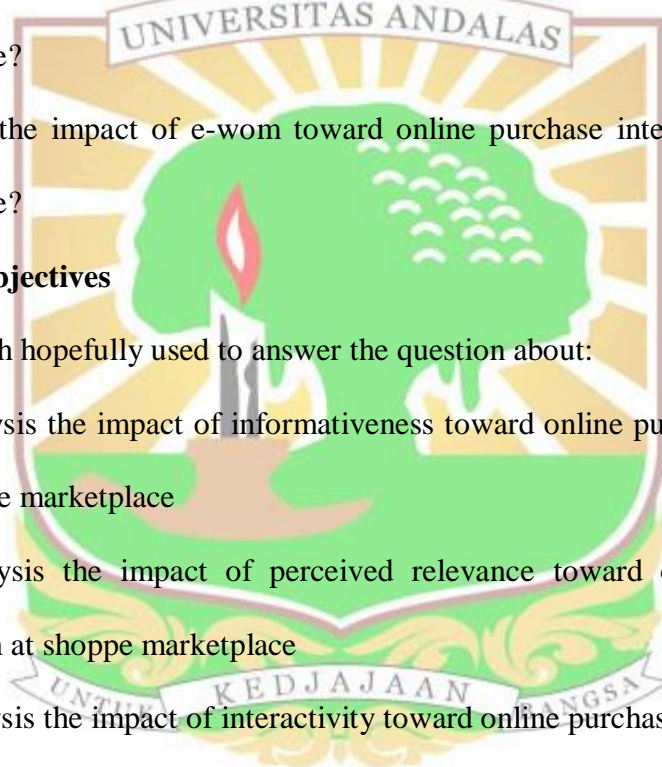 UNIVERSITAS ANDALAS
e?
the impact of e-wom toward online purchase inte
e?
bjectives
h hopefully used to answer the question about:
ysis the impact of informativeness toward online pu
e marketplace
ysis the impact of perceived relevance toward
n at shoppe marketplace
UNTUK KEDJAJAAN BANGSA
ysis the impact of interactivity toward online purchas